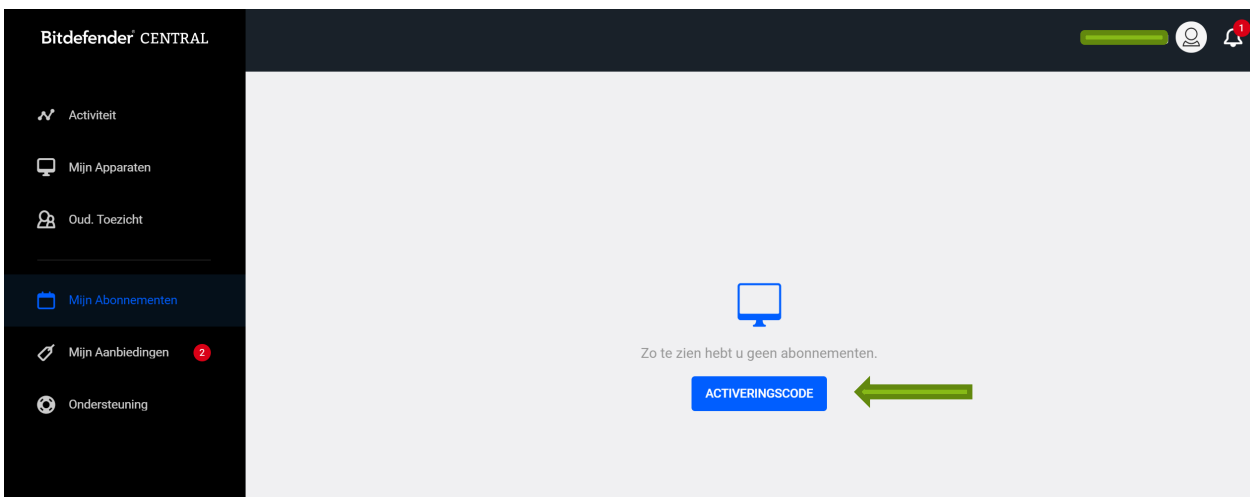 Bitdefender® CENTRAL
1
Activiteit
Mijn Apparaten
Oud. Toezicht
Mijn Abonnementen
Mijn Aanbiedingen 2
Ondersteuning
Zo te zien hebt u geen abonnementen.
ACTIVERINGSCODE